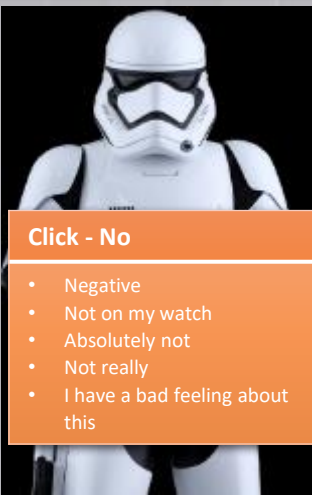 Click - No
• Negative
• Not on my watch
• Absolutely not
• Not really
• I have a bad feeling about
this